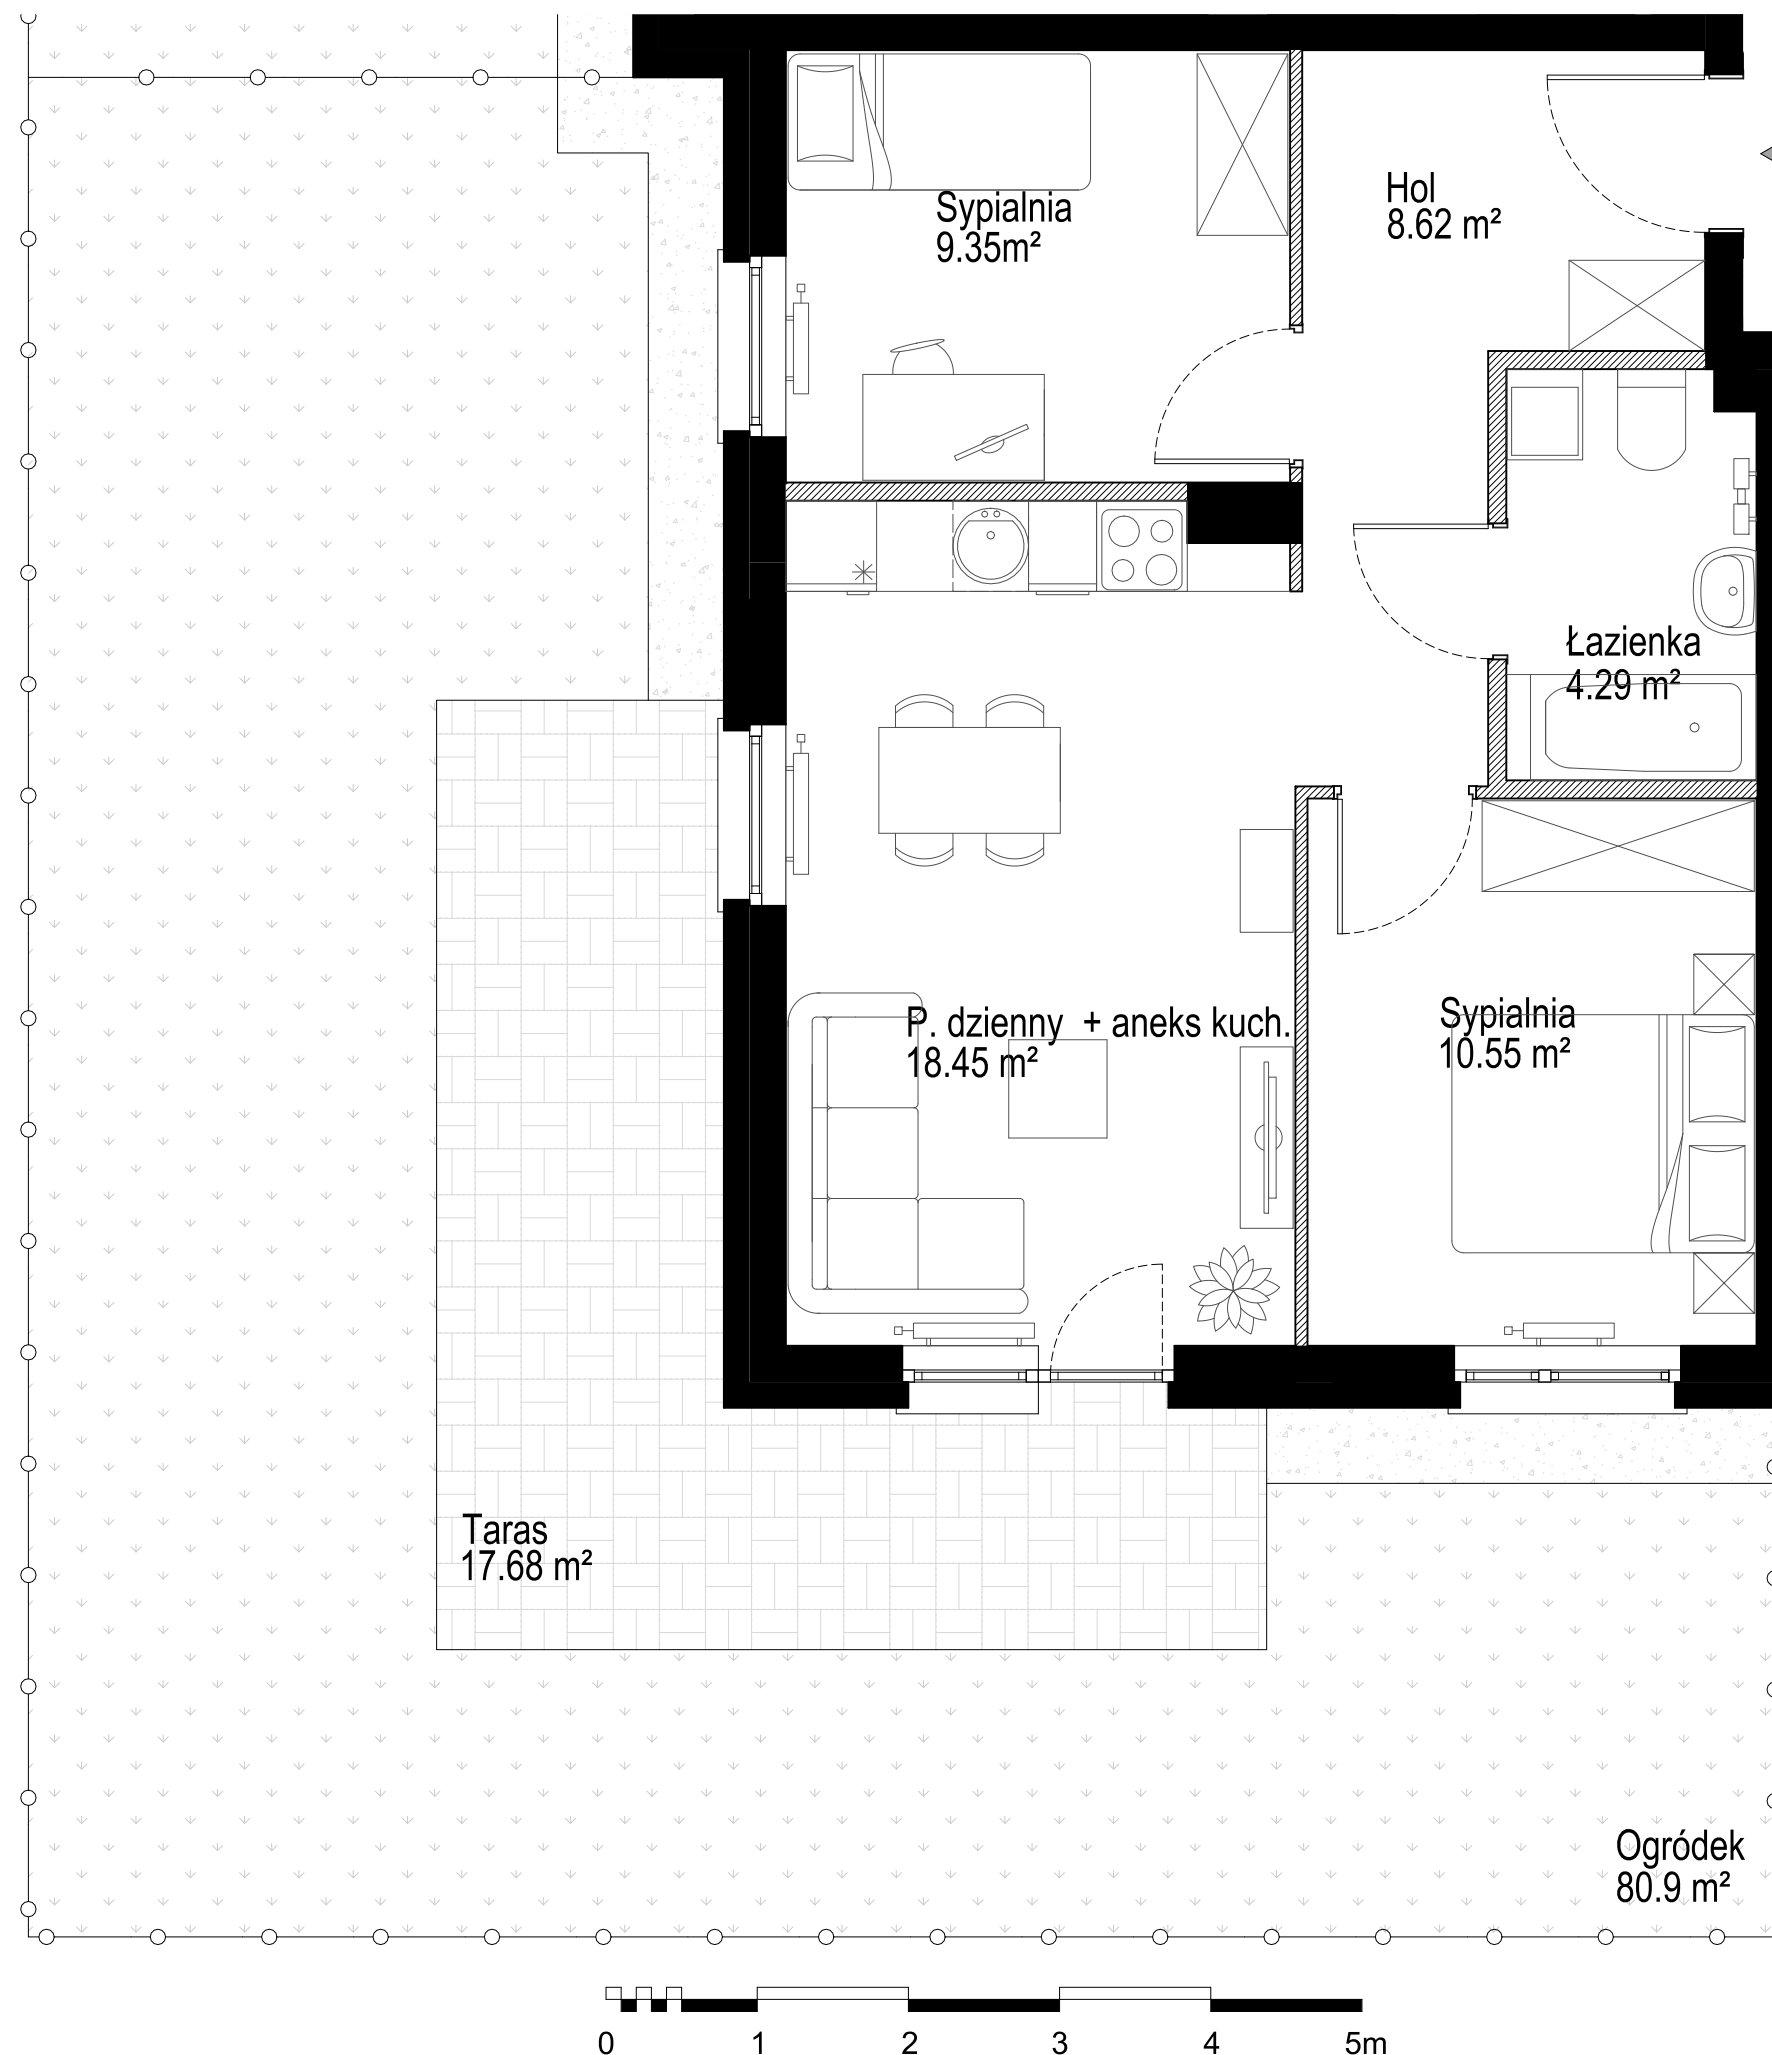 Sypialnia
9.35m²
Hol
8.62 m²
Łazienka
4.29 m²
P. dzienny + aneks kuch.
18.45 m²
Sypialnia
10.55 m²
Taras
17.68 m²
Ogródek
80.9 m²
0 1 2 3 4 5m